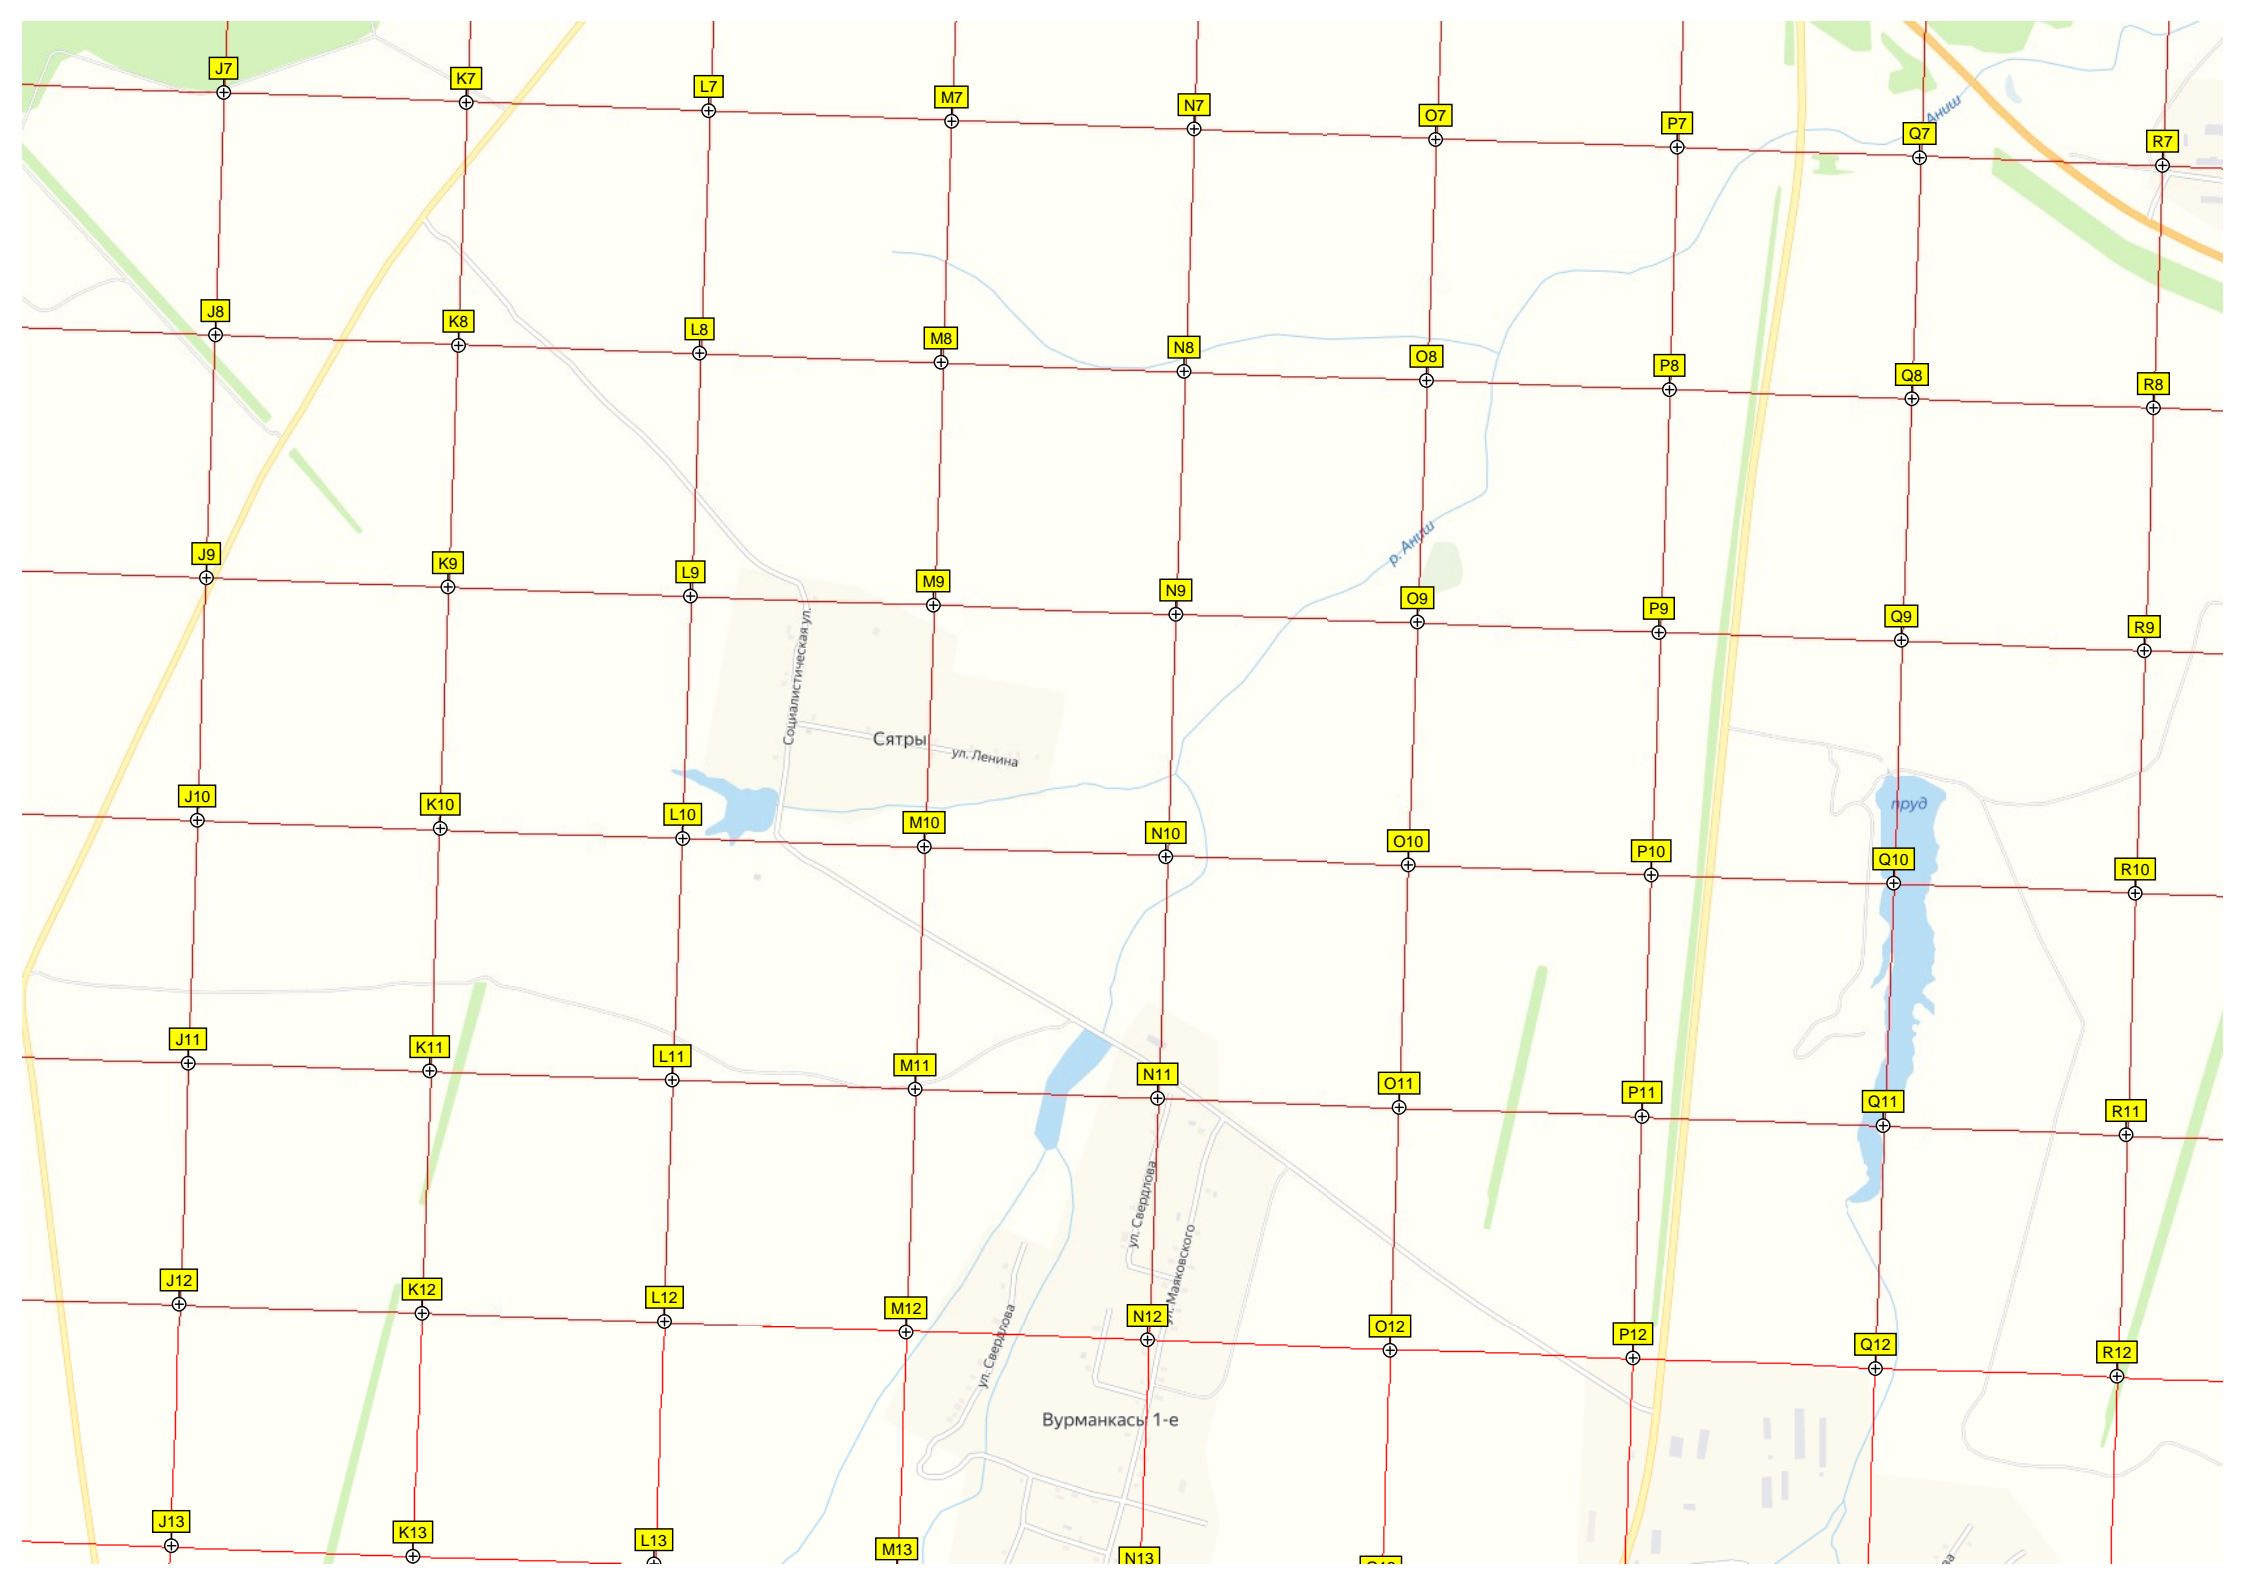 J7
K7
L7
M7
N7
O7
P7
Q7
R7
Аниш
J8
K8
L8
M8
N8
O8
P8
Q8
R8
р. Аниш
J9
K9
L9
M9
N9
O9
P9
Q9
R9
Социалистическая ул.
Сятры
ул. Ленина
пруд
J10
K10
L10
M10
N10
O10
P10
Q10
R10
J11
K11
L11
M11
N11
O11
P11
Q11
R11
ул. Свердлова
ул. Маяковского
J12
K12
L12
M12
N12
O12
P12
Q12
R12
ул. Свердлова
Вурманкасы 1-е
J13
K13
L13
M13
N13